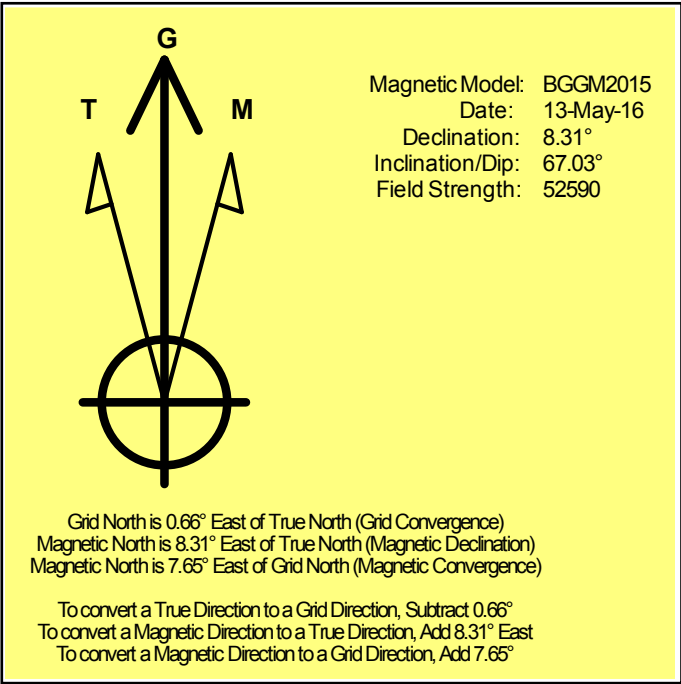 G
T M
Magnetic Model: BGGM2015
Date: 13-May-16
Declination: 8.31°
Inclination/Dip: 67.03°
Field Strength: 52590
Grid North is 0.66° East of True North (Grid Convergence)
Magnetic North is 8.31° East of True North (Magnetic Declination)
Magnetic North is 7.65° East of Grid North (Magnetic Convergence)
To convert a True Direction to a Grid Direction, Subtract 0.66°
To convert a Magnetic Direction to a True Direction, Add 8.31° East
To convert a Magnetic Direction to a Grid Direction, Add 7.65°